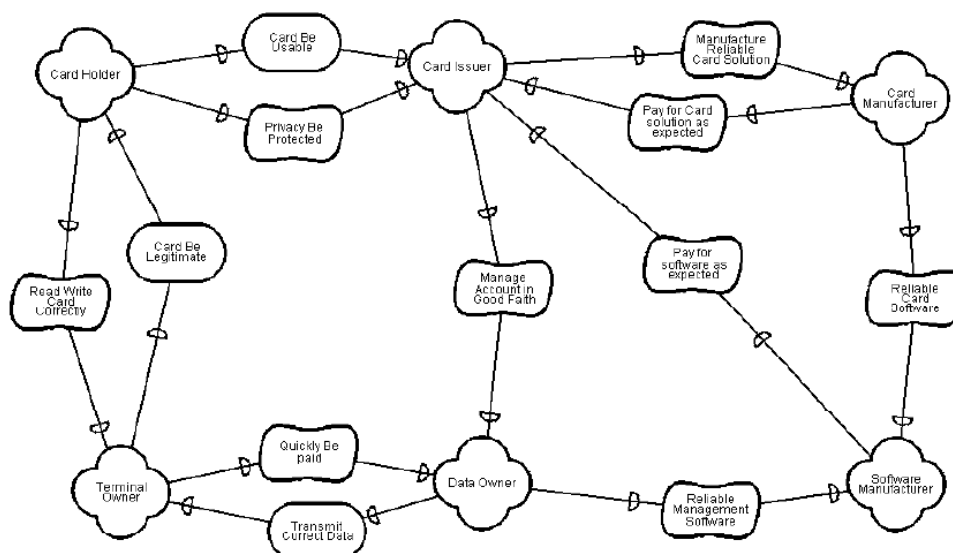 Card Be
Usable
Manufacture
Reliable
Card Solution
Card Holder
Card Issuer
Card
Manufacturer
Privacy Be
Protected
Pay for Card
solution as
expected
Card Be
Legitimate
Pay for
software as
expected
Manage
Account in
Good Faith
Read Write
Card
Correctly
Reliable
Card
Software
Quickly Be
paid
Terminal
Owner
Data Owner
Software
Manufacturer
Reliable
Management
Software
Transmit
Correct Data